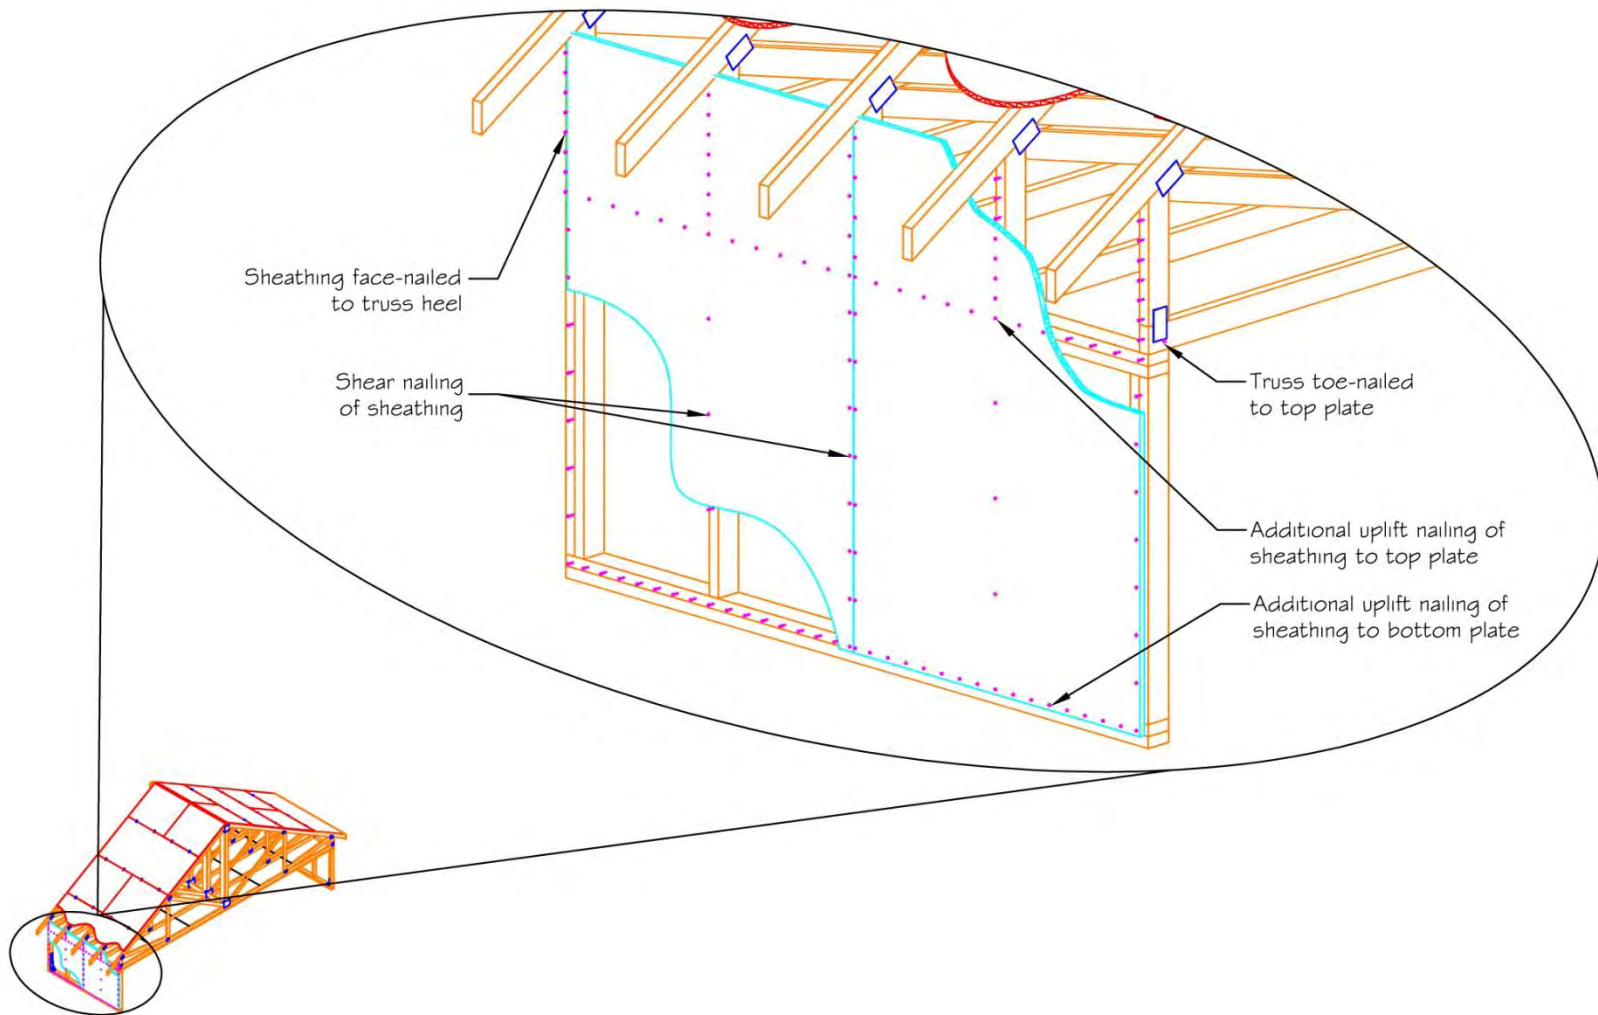 Sheathing face-nailed
to truss heel
Shear nailing
of sheathing
Truss toe-nailed
to top plate
Additional uplift nailing of
sheathing to top plate
Additional uplift nailing of
sheathing to bottom plate